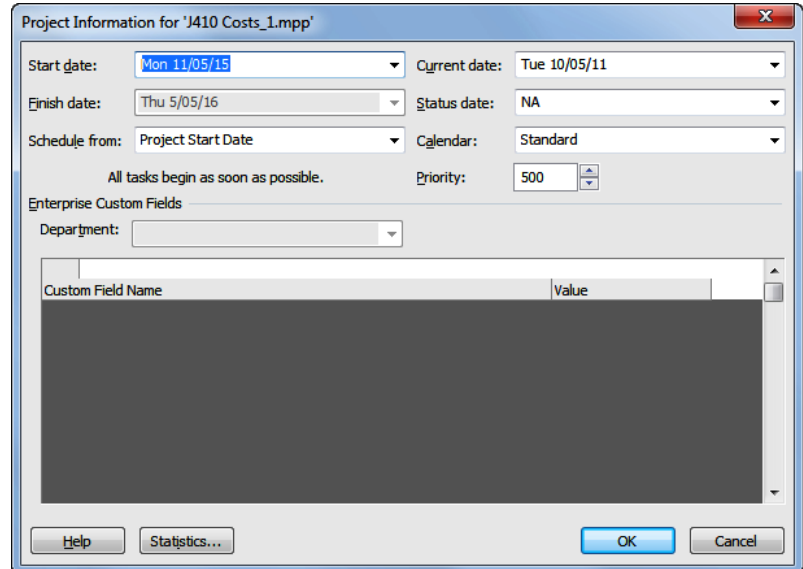 Project Information for 'J410 Costs_1.mpp'
Start date: Mon 11/05/15 Current date: Tue 10/05/11
Finish date: Thu 5/05/16 Status date: NA
Schedule from: Project Start Date Calendar: Standard
All tasks begin as soon as possible. Priority: 500
Enterprise Custom Fields
Department:
Custom Field Name Value
Help Statistics... OK Cancel